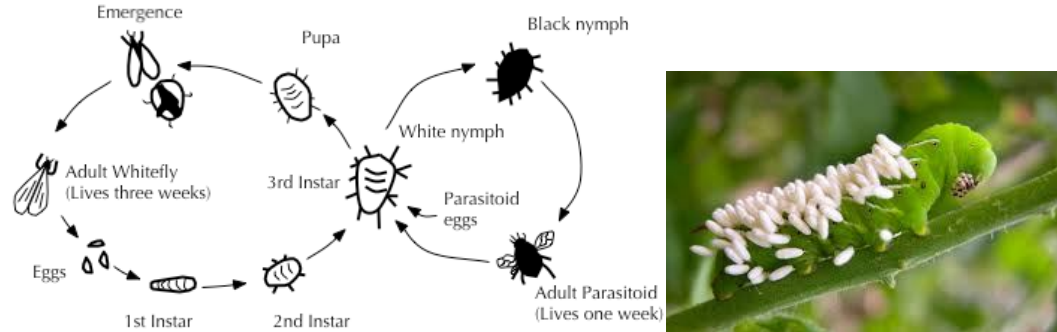 Emergence
Black nymph
Pupa
White nymph
Adult Whitefly
(Lives three weeks)
3rd Instar
Parasitoid
eggs
Eggs
Adult Parasitoid
(Lives one week)
1st Instar
2nd Instar